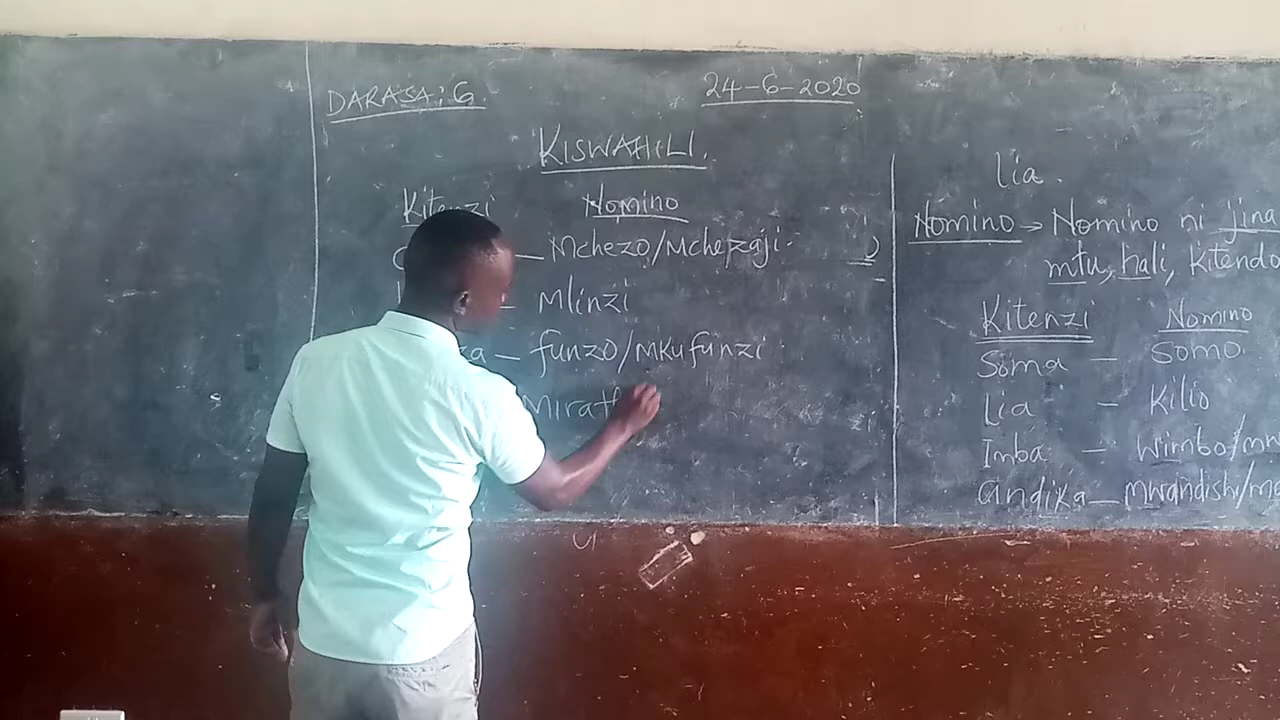 DARASA: 6
24-6-2020
KISWAHILI.
Kitenzi Nomino
— Mchezo/Mchezaji.
— Mlinzi
— funzo/Mkufunzi
Mirath
lia.
Nomino → Nomino ni jina
mtu, hali, kitendo
Kitenzi Nomino
Soma — Somo.
Lia — Kilio
Imba — Wimbo/
andika — Mwandishi/